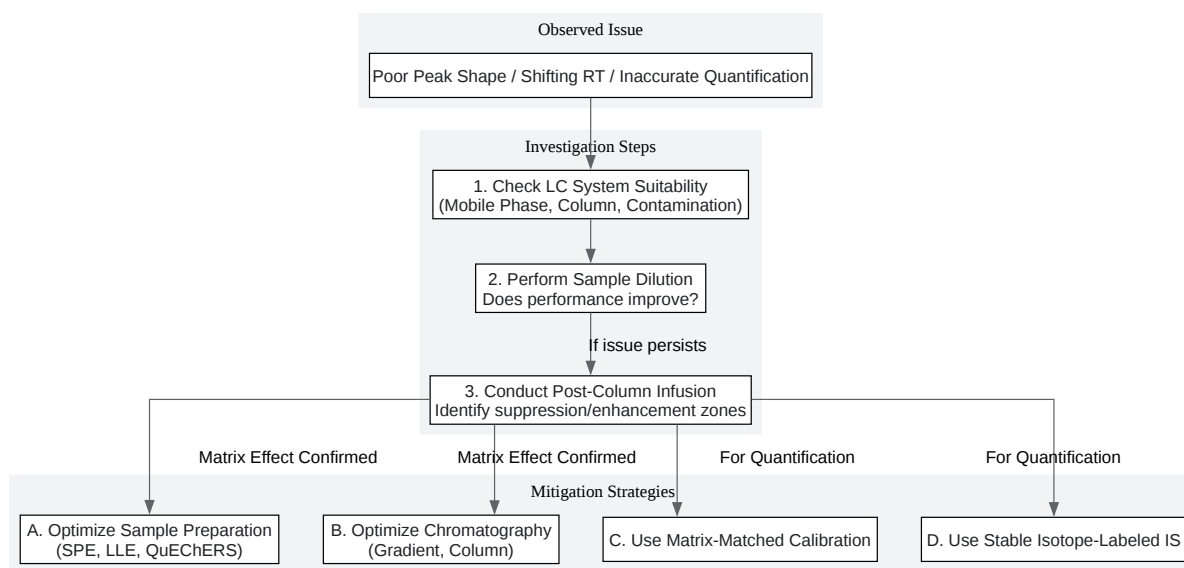 Observed Issue
Poor Peak Shape / Shifting RT / Inaccurate Quantification
Investigation Steps
1. Check LC System Suitability
(Mobile Phase, Column, Contamination)
2. Perform Sample Dilution
Does performance improve?
If issue persists
3. Conduct Post-Column Infusion
Identify suppression/enhancement zones
Matrix Effect Confirmed
Matrix Effect Confirmed
For Quantification
For Quantification
Mitigation Strategies
A. Optimize Sample Preparation
(SPE, LLE, QuEChERS)
B. Optimize Chromatography
(Gradient, Column)
C. Use Matrix-Matched Calibration
D. Use Stable Isotope-Labeled IS